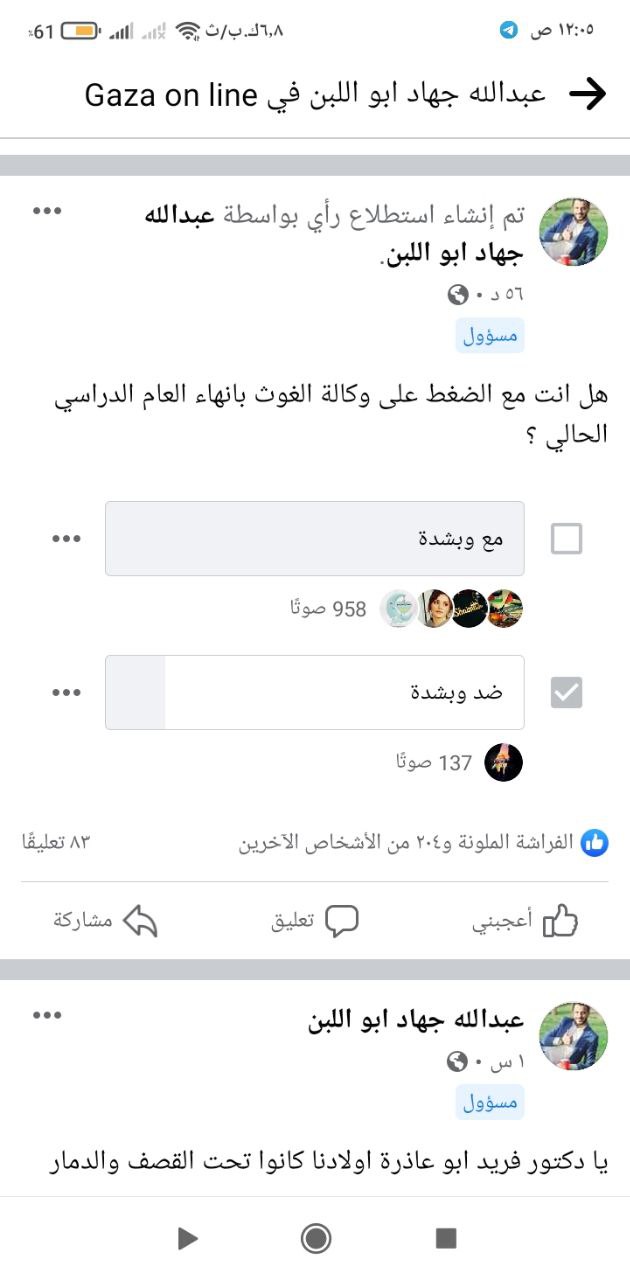 ١٢:٠٥ ص
٦,٨ك.ب/ث
61%
عبدالله جهاد ابو اللبن في Gaza on line
تم إنشاء استطلاع رأي بواسطة عبدالله
جهاد ابو اللبن.
٥٦ د
مسؤول
هل انت مع الضغط على وكالة الغوث بانهاء العام الدراسي
الحالي ؟
مع وبشدة
958 صوتًا
ضد وبشدة
137 صوتًا
الفراشة الملونة و٢٠٤ من الأشخاص الآخرين
٨٣ تعليقًا
أعجبني
تعليق
مشاركة
عبدالله جهاد ابو اللبن
١ س
مسؤول
يا دكتور فريد ابو عاذرة اولادنا كانوا تحت القصف والدمار